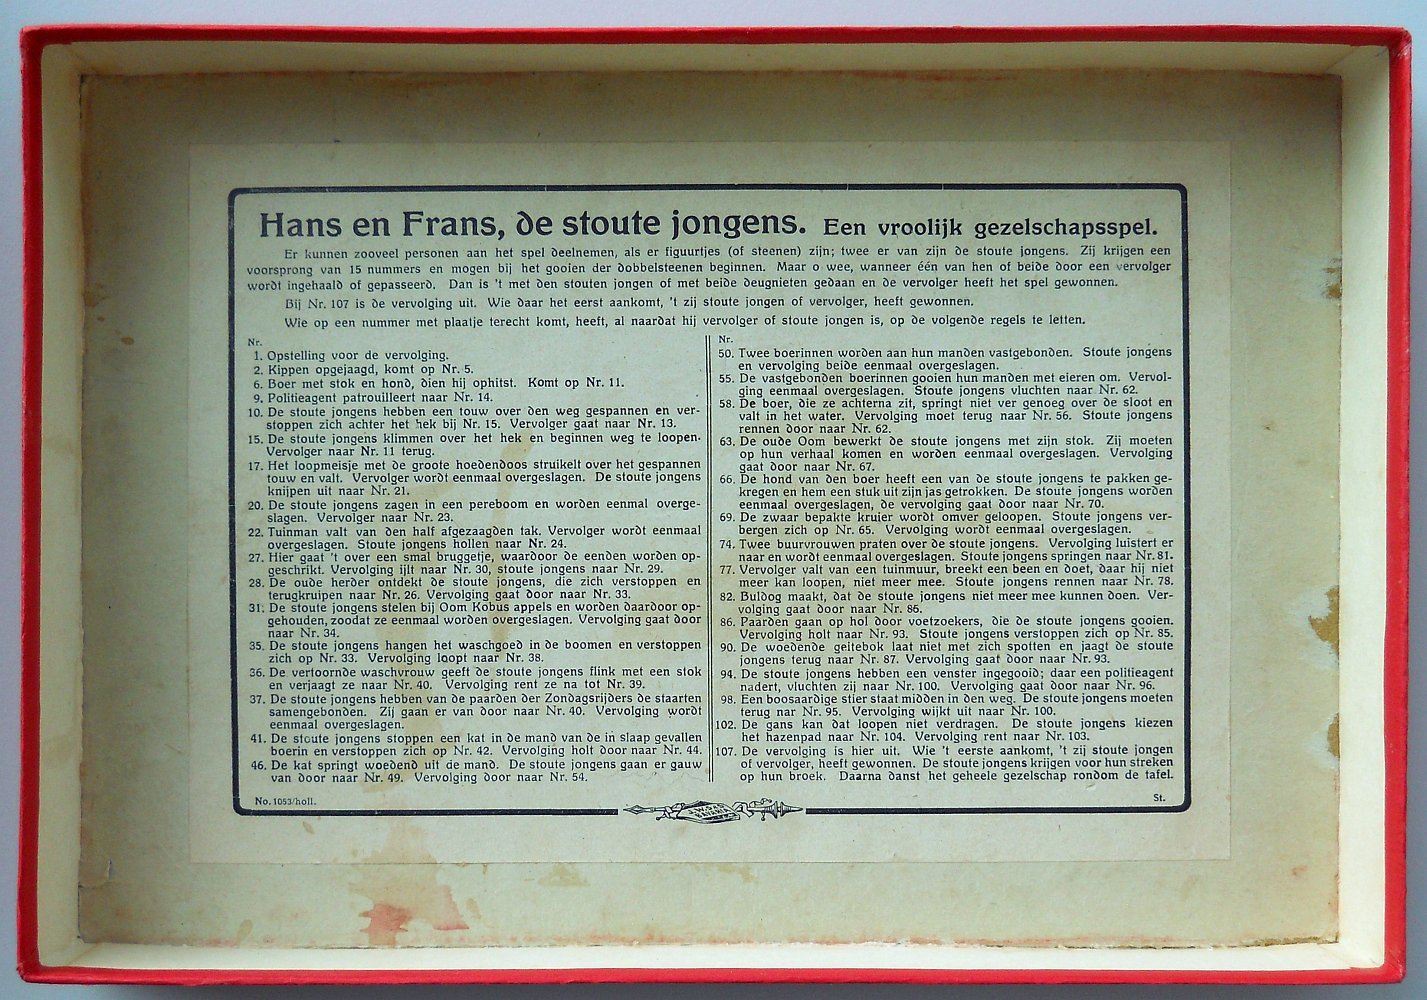 Hans en Frans, de stoute jongens. Een vroolijk gezelschapsspel.
Er kunnen zooveel personen aan het spel deelnemen, als er figuurtjes (of steenen) zijn; twee er van zijn de stoute jongens. Zij krijgen een
voorsprong van 15 nummers en mogen bij het gooien der dobbelsteenen beginnen. Maar o wee, wanneer één van hen of beide door een vervolger
wordt ingehaald of gepasseerd. Dan is 't met den stouten jongen of met beide deugnieten gedaan en de vervolger heeft het spel gewonnen.
Bij Nr. 107 is de vervolging uit. Wie daar het eerst aankomt, 't zij stoute jongen of vervolger, heeft gewonnen.
Wie op een nummer met plaatje terecht komt, heeft, al naardat hij vervolger of stoute jongen is, op de volgende regels te letten.
Nr.
1. Opstelling voor de vervolging.
2. Kippen opgejaagd, komt op Nr. 5.
6. Boer met stok en hond, dien hij ophitst. Komt op Nr. 11.
9. Politieagent patrouilleert naar Nr. 14.
10. De stoute jongens hebben een touw over den weg gespannen en ver-
stoppen zich achter het hek bij Nr. 15. Vervolger gaat naar Nr. 13.
15. De stoute jongens klimmen over het hek en beginnen weg te loopen.
Vervolger naar Nr. 11 terug.
17. Het loopmeisje met de groote hoedendoos struikelt over het gespannen
touw en valt. Vervolger wordt eenmaal overgeslagen. De stoute jongens
knijpen uit naar Nr. 21.
20. De stoute jongens zagen in een pereboom en worden eenmal overge-
slagen. Vervolger naar Nr. 23.
22. Tuinman valt van den half afgezaagden tak. Vervolger wordt eenmaal
overgeslagen. Stoute jongens hollen naar Nr. 24.
27. Hier gaat 't over een smal bruggetje, waardoor de eenden worden op-
geschrikt. Vervolging ijlt naar Nr. 30, stoute jongens naar Nr. 29.
28. De oude herder ontdekt de stoute jongens, die zich verstoppen en
terugkruipen naar Nr. 26. Vervolging gaat door naar Nr. 33.
31. De stoute jongens stelen bij Oom Kobus appels en worden daardoor op-
gehouden, zoodat ze eenmaal worden overgeslagen. Vervolging gaat door
naar Nr. 34.
35. De stoute jongens hangen het waschgoed in de boomen en verstoppen
zich op Nr. 33. Vervolging loopt naar Nr. 38.
36. De vertoornde waschvrouw geeft de stoute jongens flink met een stok
en verjaagt ze naar Nr. 40. Vervolging rent ze na tot Nr. 39.
37. De stoute jongens hebben van de paarden der Zondagsrijders de staarten
samengebonden. Zij gaan er van door naar Nr. 40. Vervolging wordt
eenmaal overgeslagen.
41. De stoute jongens stoppen een kat in de mand van de in slaap gevallen
boerin en verstoppen zich op Nr. 42. Vervolging holt door naar Nr. 44.
46. De kat springt woedend uit de mand. De stoute jongens gaan er gauw
van door naar Nr. 49. Vervolging door naar Nr. 54.
No. 1053/holl.
Nr.
50. Twee boerinnen worden aan hun manden vastgebonden. Stoute jongens
en vervolging beide eenmaal overgeslagen.
55. De vastgebonden boerinnen gooien hun manden met eieren om. Vervol-
ging eenmaal overgeslagen. Stoute jongens vluchten naar Nr. 62.
58. De boer, die ze achterna zit, springt niet ver genoeg over de sloot en
valt in het water. Vervolging moet terug naar Nr. 56. Stoute jongens
rennen door naar Nr. 62.
63. De oude Oom bewerkt de stoute jongens met zijn stok. Zij moeten
op hun verhaal komen en worden eenmaal overgeslagen. Vervolging
gaat door naar Nr. 67.
66. De hond van den boer heeft een van de stoute jongens te pakken ge-
kregen en hem een stuk uit zijn jas getrokken. De stoute jongens worden
eenmaal overgeslagen, de vervolging gaat door naar Nr. 70.
69. De zwaar bepakte kruier wordt omver geloopen. Stoute jongens ver-
bergen zich op Nr. 65. Vervolging wordt eenmaal overgeslagen.
74. Twee buurvrouwen praten over de stoute jongens. Vervolging luistert er
naar en wordt eenmaal overgeslagen. Stoute jongens springen naar Nr. 81.
77. Vervolger valt van een tuinmuur, breekt een been en doet, daar hij niet
meer kan loopen, niet meer mee. Stoute jongens rennen naar Nr. 78.
82. Buldog maakt, dat de stoute jongens niet meer mee kunnen doen. Ver-
volging gaat door naar Nr. 86.
86. Paarden gaan op hol door voetzoekers, die de stoute jongens gooien.
Vervolging holt naar Nr. 93. Stoute jongens verstoppen zich op Nr. 85.
90. De woedende geitebok laat niet met zich spotten en jaagt de stoute
jongens terug naar Nr. 87. Vervolging gaat door naar Nr. 93.
94. De stoute jongens hebben een venster ingegooid; daar een politieagent
nadert, vluchten zij naar Nr. 100. Vervolging gaat door naar Nr. 96.
98. Een boosaardige stier staat midden in den weg. De stoute jongens moeten
terug nar Nr. 95. Vervolging wijkt uit naar Nr. 100.
102. De gans kan dat loopen niet verdragen. De stoute jongens kiezen
het hazenpad naar Nr. 104. Vervolging rent naar Nr. 103.
107. De vervolging is hier uit. Wie 't eerste aankomt, 't zij stoute jongen
of vervolger, heeft gewonnen. De stoute jongens krijgen voor hun streken
op hun broek. Daarna danst het geheele gezelschap rondom de tafel.
St.